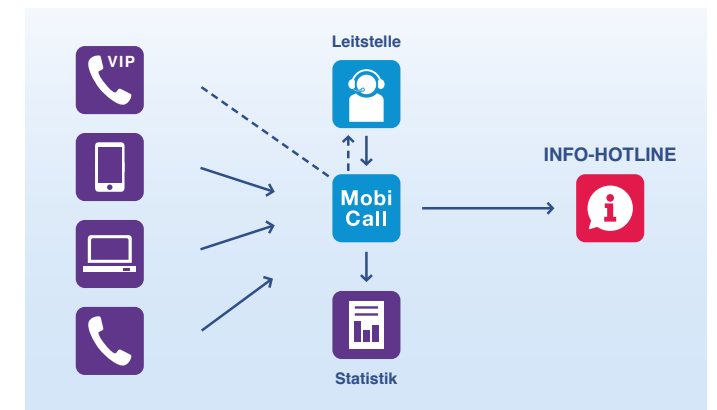 VIP
Leitstelle
Mobi
Call
INFO-HOTLINE
i
Statistik